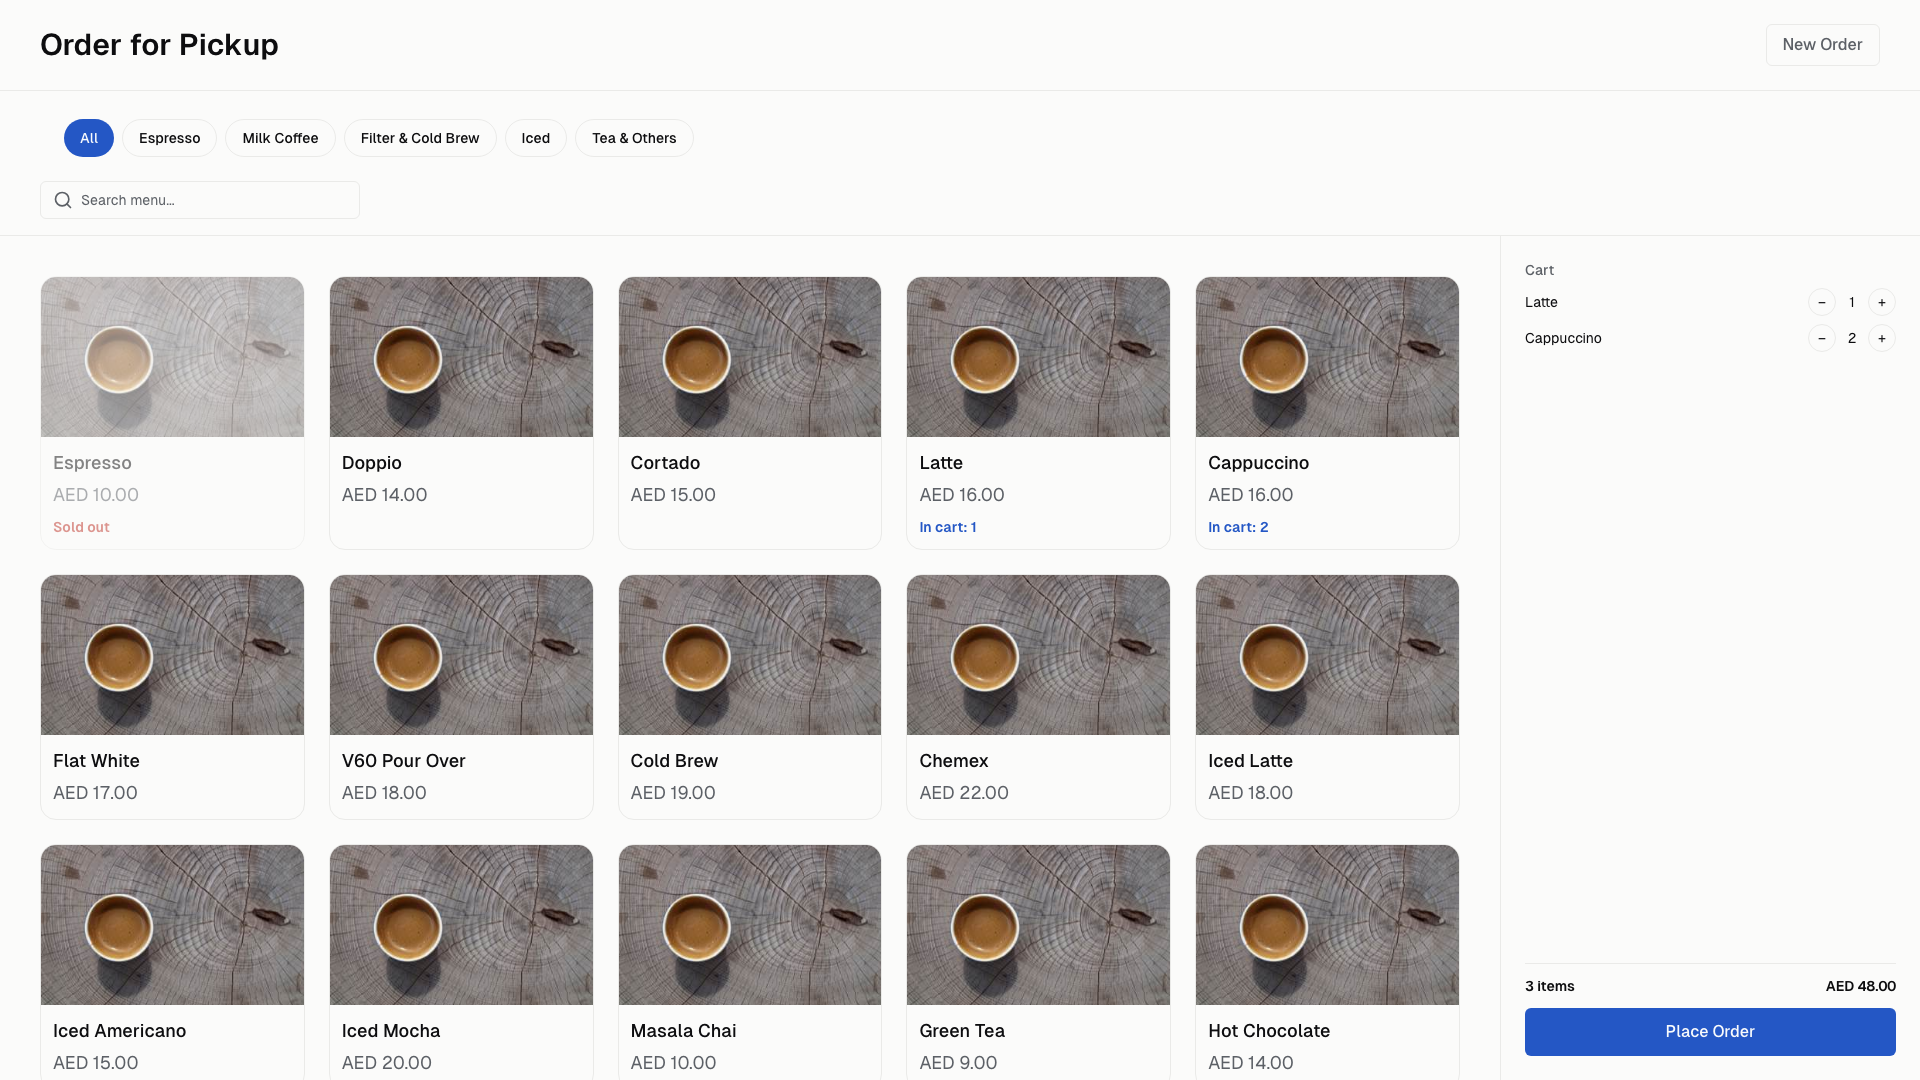 Order for Pickup
New Order
All
Espresso
Milk Coffee
Filter & Cold Brew
Iced
Tea & Others
Search menu…
Espresso
AED 10.00
Sold out
Doppio
AED 14.00
Cortado
AED 15.00
Latte
AED 16.00
In cart: 1
Cappuccino
AED 16.00
In cart: 2
Flat White
AED 17.00
V60 Pour Over
AED 18.00
Cold Brew
AED 19.00
Chemex
AED 22.00
Iced Latte
AED 18.00
Iced Americano
AED 15.00
Iced Mocha
AED 20.00
Masala Chai
AED 10.00
Green Tea
AED 9.00
Hot Chocolate
AED 14.00
Cart
Latte − 1 +
Cappuccino − 2 +
3 items AED 48.00
Place Order